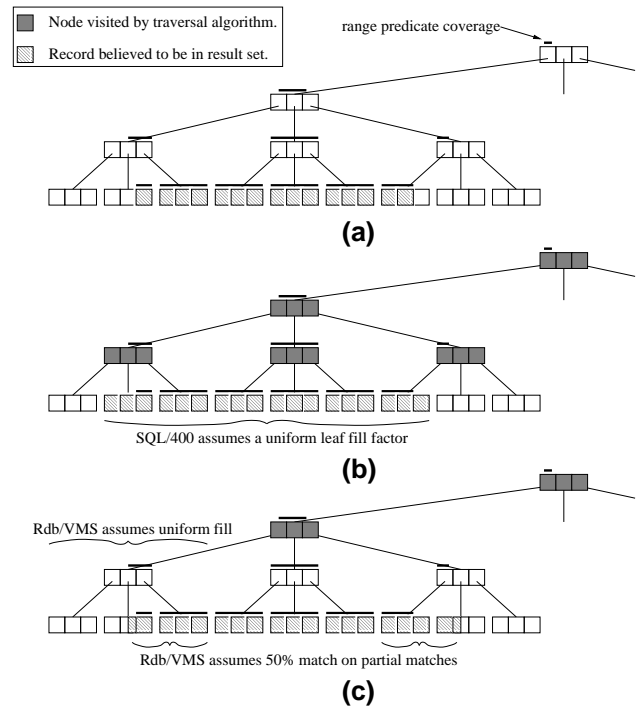 Node visited by traversal algorithm.
Record believed to be in result set.
range predicate coverage
(a)
SQL/400 assumes a uniform leaf fill factor
(b)
Rdb/VMS assumes uniform fill
Rdb/VMS assumes 50% match on partial matches
(c)